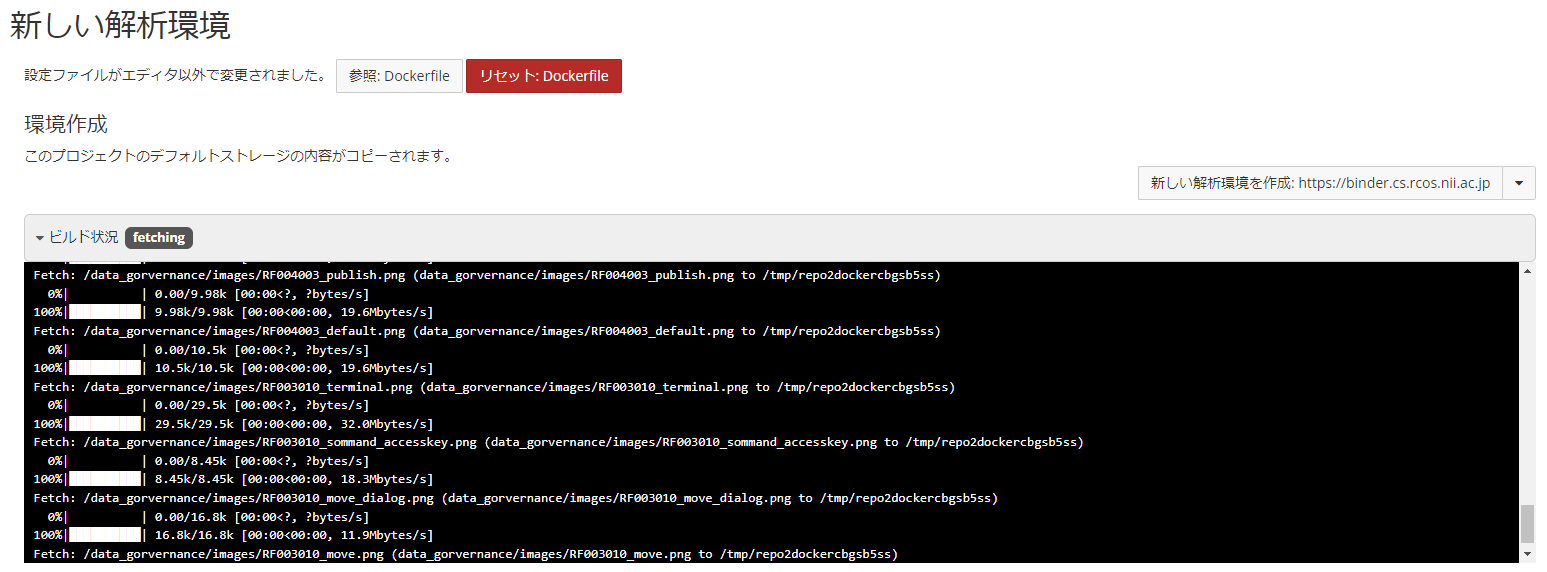 新しい解析環境
設定ファイルがエディタ以外で変更されました。 参照: Dockerfile リセット: Dockerfile
環境作成
このプロジェクトのデフォルトストレージの内容がコピーされます。
新しい解析環境を作成: https://binder.cs.rcos.nii.ac.jp
ビルド状況 fetching
Fetch: /data_gorvernance/images/RF004003_publish.png (data_gorvernance/images/RF004003_publish.png to /tmp/repo2dockercbgsb5ss)
0%| | 0.00/9.98k [00:00<?, ?bytes/s]
100%|██████████| 9.98k/9.98k [00:00<00:00, 19.6Mbytes/s]
Fetch: /data_gorvernance/images/RF004003_default.png (data_gorvernance/images/RF004003_default.png to /tmp/repo2dockercbgsb5ss)
0%| | 0.00/10.5k [00:00<?, ?bytes/s]
100%|██████████| 10.5k/10.5k [00:00<00:00, 19.6Mbytes/s]
Fetch: /data_gorvernance/images/RF003010_terminal.png (data_gorvernance/images/RF003010_terminal.png to /tmp/repo2dockercbgsb5ss)
0%| | 0.00/29.5k [00:00<?, ?bytes/s]
100%|██████████| 29.5k/29.5k [00:00<00:00, 32.0Mbytes/s]
Fetch: /data_gorvernance/images/RF003010_sommand_accesskey.png (data_gorvernance/images/RF003010_sommand_accesskey.png to /tmp/repo2dockercbgsb5ss)
0%| | 0.00/8.45k [00:00<?, ?bytes/s]
100%|██████████| 8.45k/8.45k [00:00<00:00, 18.3Mbytes/s]
Fetch: /data_gorvernance/images/RF003010_move_dialog.png (data_gorvernance/images/RF003010_move_dialog.png to /tmp/repo2dockercbgsb5ss)
0%| | 0.00/16.8k [00:00<?, ?bytes/s]
100%|██████████| 16.8k/16.8k [00:00<00:00, 11.9Mbytes/s]
Fetch: /data_gorvernance/images/RF003010_move.png (data_gorvernance/images/RF003010_move.png to /tmp/repo2dockercbgsb5ss)